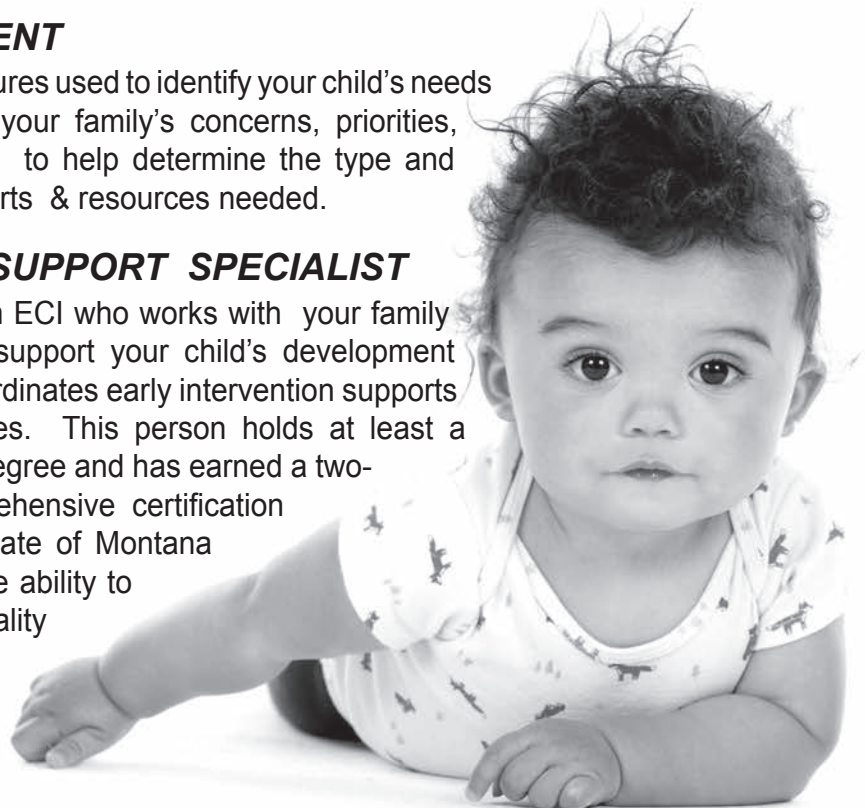 ENT
ures used to identify your child’s needs
your family’s concerns, priorities,
to help determine the type and
rts & resources needed.
SUPPORT SPECIALIST
n ECI who works with your family
support your child’s development
rdinates early intervention supports
es. This person holds at least a
egree and has earned a two-
ehensive certification
ate of Montana
e ability to
ality